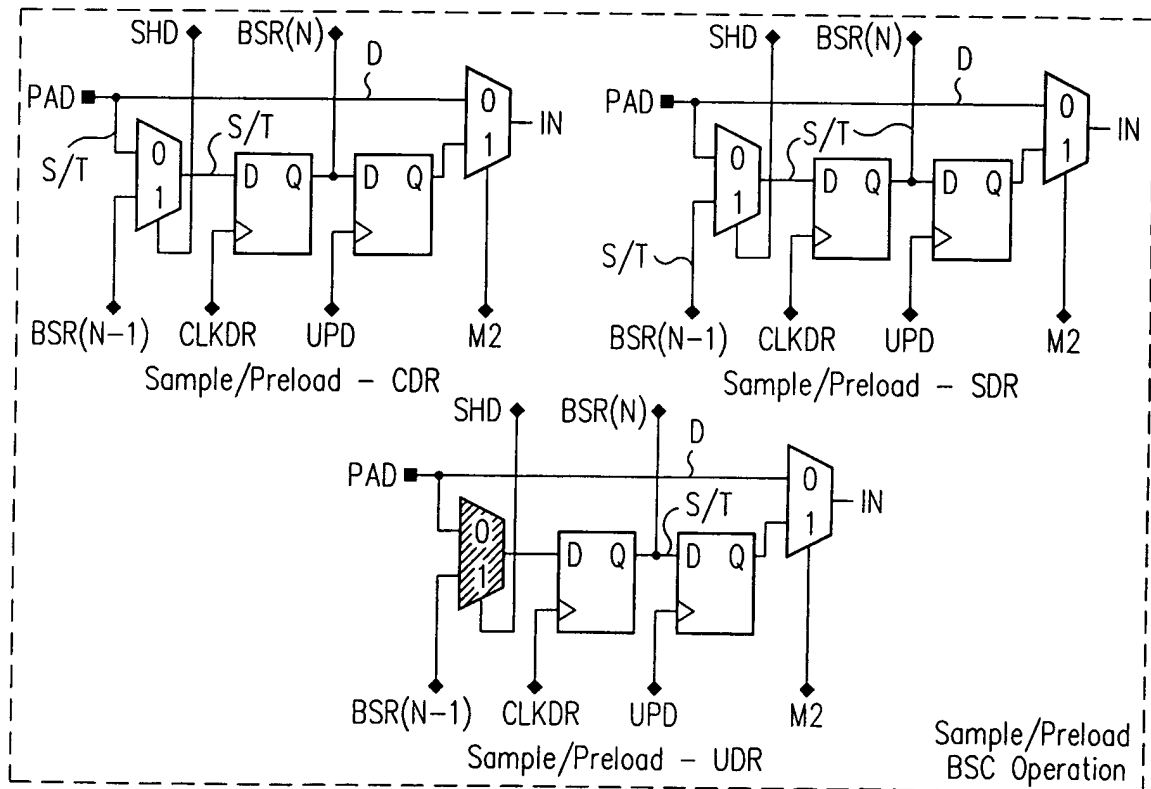 SHD BSR(N)
D
PAD
0
1
IN
S/T
S/T
0
1
D Q
D Q
BSR(N-1) CLKDR UPD M2
Sample/Preload - CDR
SHD BSR(N)
D
PAD
0
1
IN
S/T
0
1
D Q
D Q
S/T
BSR(N-1) CLKDR UPD M2
Sample/Preload - SDR
SHD BSR(N)
D
PAD
0
1
IN
S/T
0
1
D Q
D Q
BSR(N-1) CLKDR UPD M2
Sample/Preload - UDR
Sample/Preload
BSC Operation